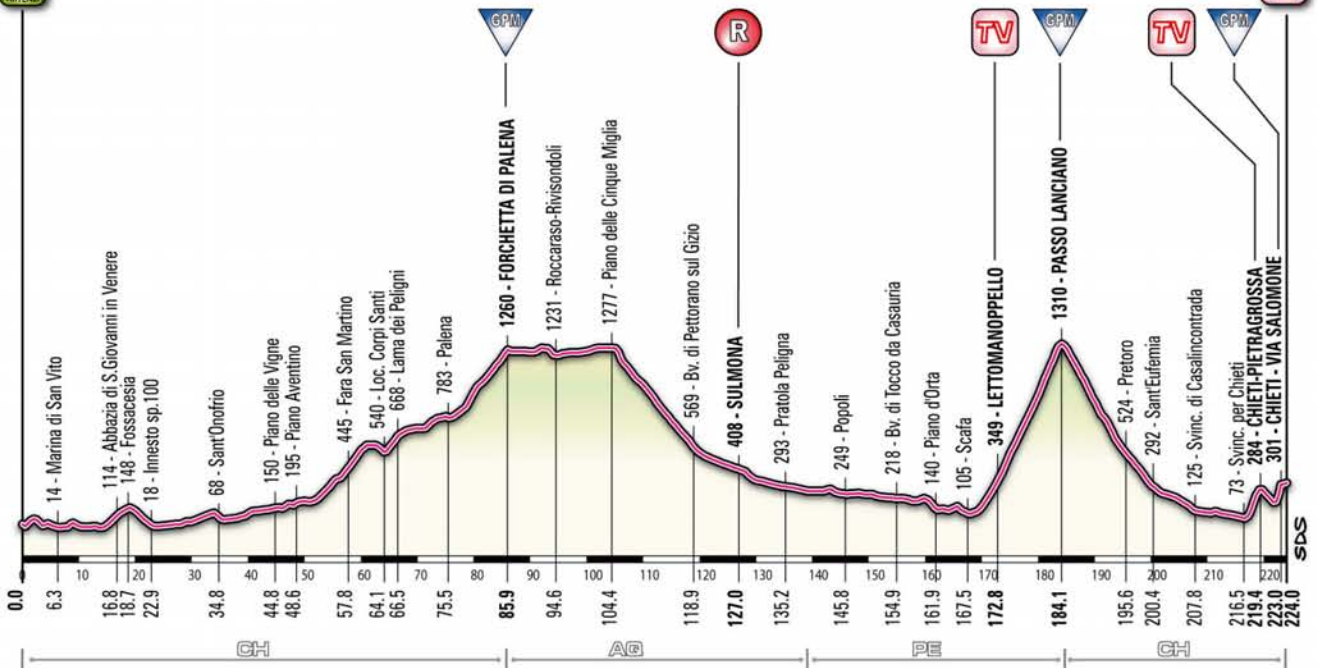 GPM
R
TV
GPM
TV
GPM
14 - Marina di San Vito
114 - Abbazia di S.Giovanni in Venere
148 - Fossacesia
18 - Innesto sp.100
68 - Sant'Onofrio
150 - Piano delle Vigne
195 - Piano Aventino
445 - Fara San Martino
540 - Loc. Corpi Santi
668 - Lama dei Peligni
783 - Palena
1260 - FORCHETTA DI PALENA
1231 - Roccaraso-Rivisondoli
1277 - Piano delle Cinque Miglia
569 - Bv. di Pettorano sul Gizio
408 - SULMONA
293 - Pratola Peligna
249 - Popoli
218 - Bv. di Tocco da Casauria
140 - Piano d'Orta
105 - Scafa
349 - LETTOMANOPPELLO
1310 - PASSO LANCIANO
524 - Pretoro
292 - Sant'Eufemia
125 - Svinc. di Casalincontrada
73 - Svinc. per Chieti
284 - CHIETI-PIETRAGROSSA
301 - CHIETI - VIA SALOMONE
SDS
0 10 20 30 40 50 60 70 80 90 100 110 120 130 140 150 160 170 180 190 200 210 220
0.0 6.3 16.8 18.7 22.9 34.8 44.8 48.6 57.8 64.1 66.5 75.5 85.9 94.6 104.4 118.9 127.0 135.2 145.8 154.9 161.9 167.5 172.8 184.1 195.6 200.4 207.8 216.5 219.4 223.0 224.0
CH AQ PE CH